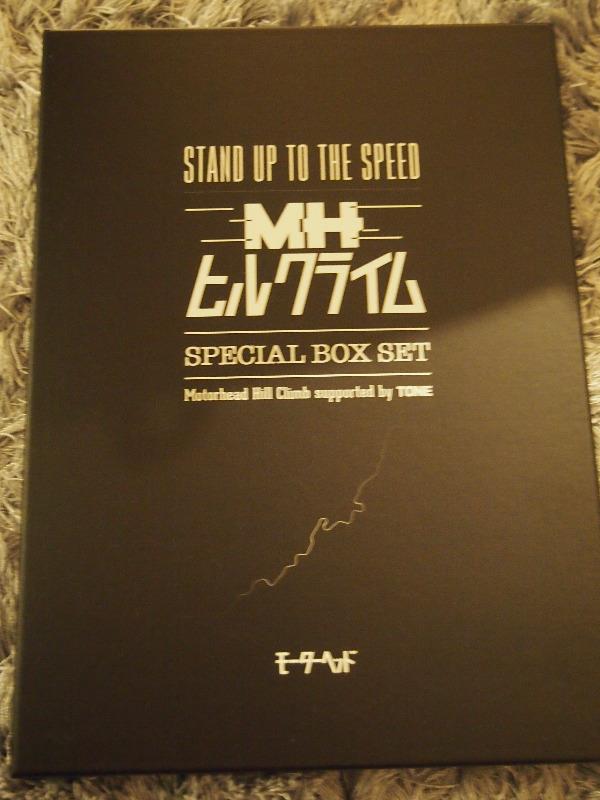 STAND UP TO THE SPEED
MH
ヒルクライム
SPECIAL BOX SET
Motorhead Hill Climb supported by TONE
モーターヘッド